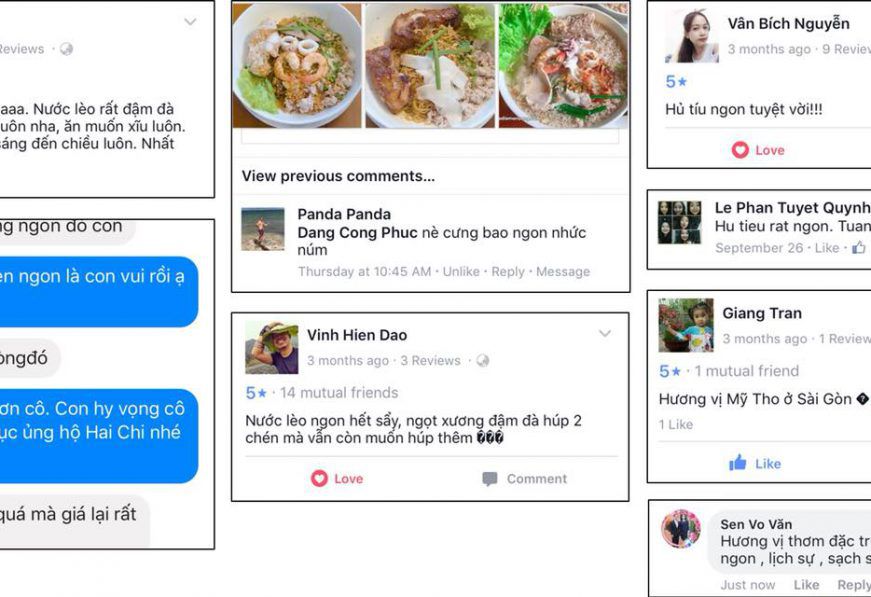 Reviews ·
aaa. Nước lèo rất đậm đà
uôn nha, ăn muốn xĩu luôn.
sáng đến chiều luôn. Nhất
ngon đó con
ên ngon là con vui rồi ạ
òngđó
ơn cô. Con hy vọng cô
ục ủng hộ Hai Chi nhé
quá mà giá lại rất
View previous comments...
Panda Panda
Dang Cong Phuc nè cưng bao ngon nhức
núm
Thursday at 10:45 AM · Unlike · Reply · Message
Vinh Hien Dao
3 months ago · 3 Reviews ·
5★ · 14 mutual friends
Nước lèo ngon hết sẩy, ngọt xương đậm đà húp 2
chén mà vẫn còn muốn húp thêm ���
Love Comment
Vân Bích Nguyễn
3 months ago · 9 Review
5★
Hủ tíu ngon tuyệt vời!!!
Love
Le Phan Tuyet Quynh
Hu tieu rat ngon. Tuan
September 26 · Like ·
Giang Tran
3 months ago · 1 Review
5★ · 1 mutual friend
Hương vị Mỹ Tho ở Sài Gòn �
1 Like
Like
Sen Vo Văn
Hương vị thơm đặc tr
ngon , lịch sự , sạch s
Just now Like Reply